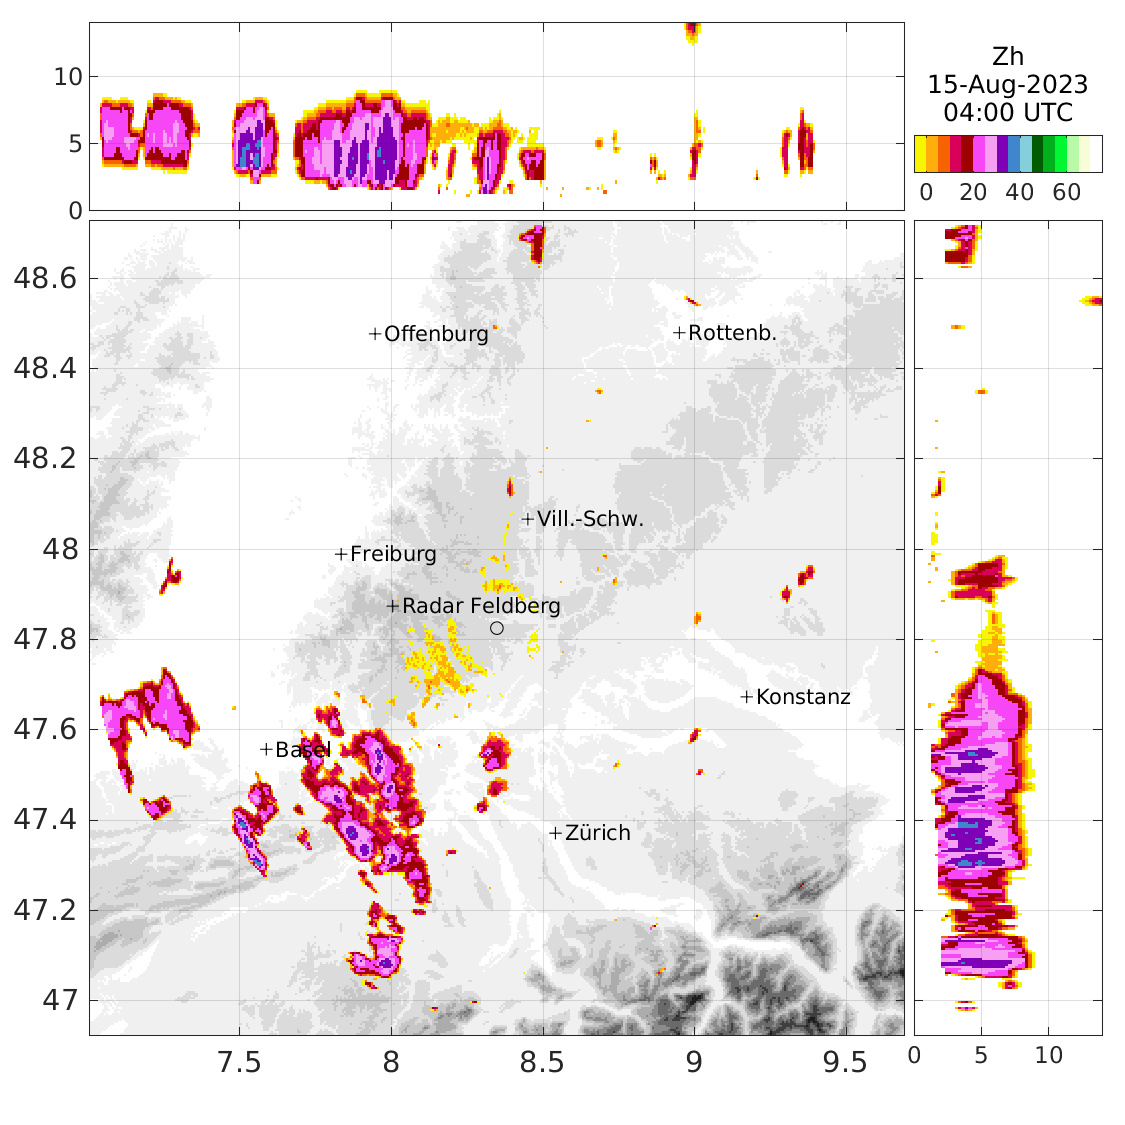 10
5
0
Zh
15-Aug-2023
04:00 UTC
0 20 40 60
48.6
48.4
48.2
48
47.8
47.6
47.4
47.2
47
+Offenburg
+Rottenb.
+Vill.-Schw.
+Freiburg
+Radar Feldberg
+Konstanz
+Basel
+Zürich
7.5 8 8.5 9 9.5
0 5 10